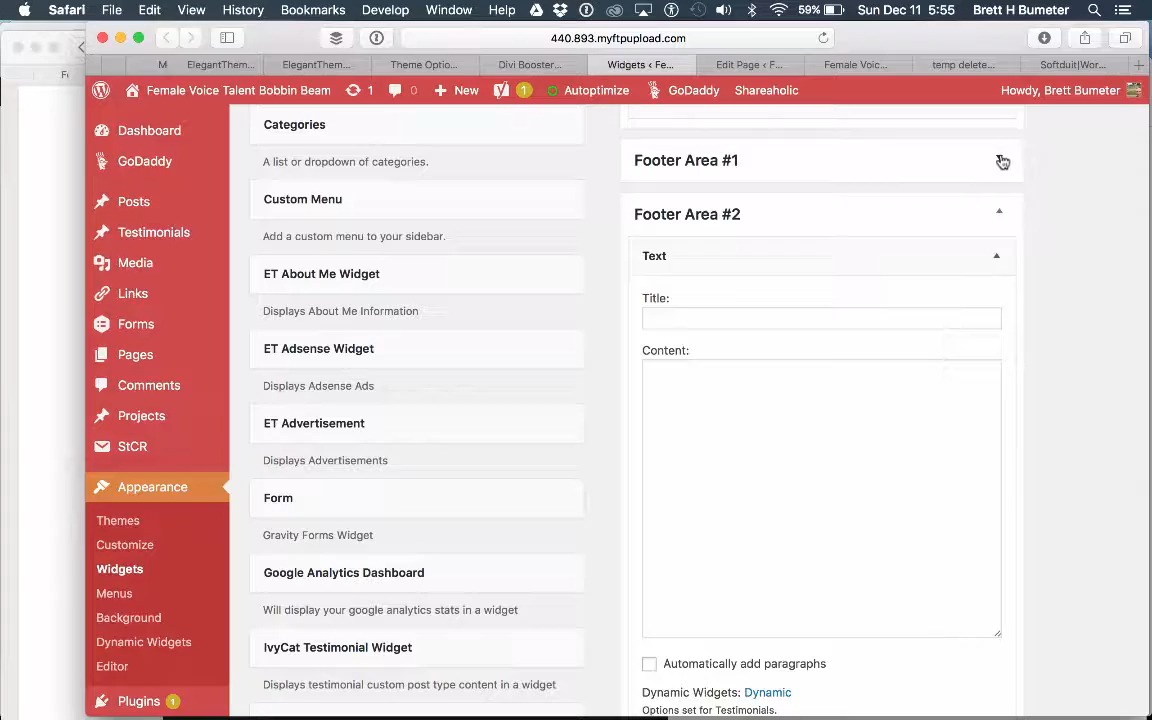 Safari File Edit View History Bookmarks Develop Window Help 59% Sun Dec 11 5:55 Brett H Bumeter
440.893.myftpupload.com
M ElegantThem... ElegantThem... Theme Optio... Divi Booster... Widgets ‹ Fe... Edit Page ‹ F... Female Voic... temp delete... Softduit|Wor...
Female Voice Talent Bobbin Beam 1 0 New 1 Autoptimize GoDaddy Shareaholic Howdy, Brett Bumeter
Dashboard
GoDaddy
Posts
Testimonials
Media
Links
Forms
Pages
Comments
Projects
StCR
Appearance
Themes
Customize
Widgets
Menus
Background
Dynamic Widgets
Editor
Plugins 1
Categories
A list or dropdown of categories.
Custom Menu
Add a custom menu to your sidebar.
ET About Me Widget
Displays About Me Information
ET Adsense Widget
Displays Adsense Ads
ET Advertisement
Displays Advertisements
Form
Gravity Forms Widget
Google Analytics Dashboard
Will display your google analytics stats in a widget
IvyCat Testimonial Widget
Displays testimonial custom post type content in a widget
Footer Area #1
Footer Area #2
Text
Title:
Content:
Automatically add paragraphs
Dynamic Widgets: Dynamic
Options set for Testimonials.